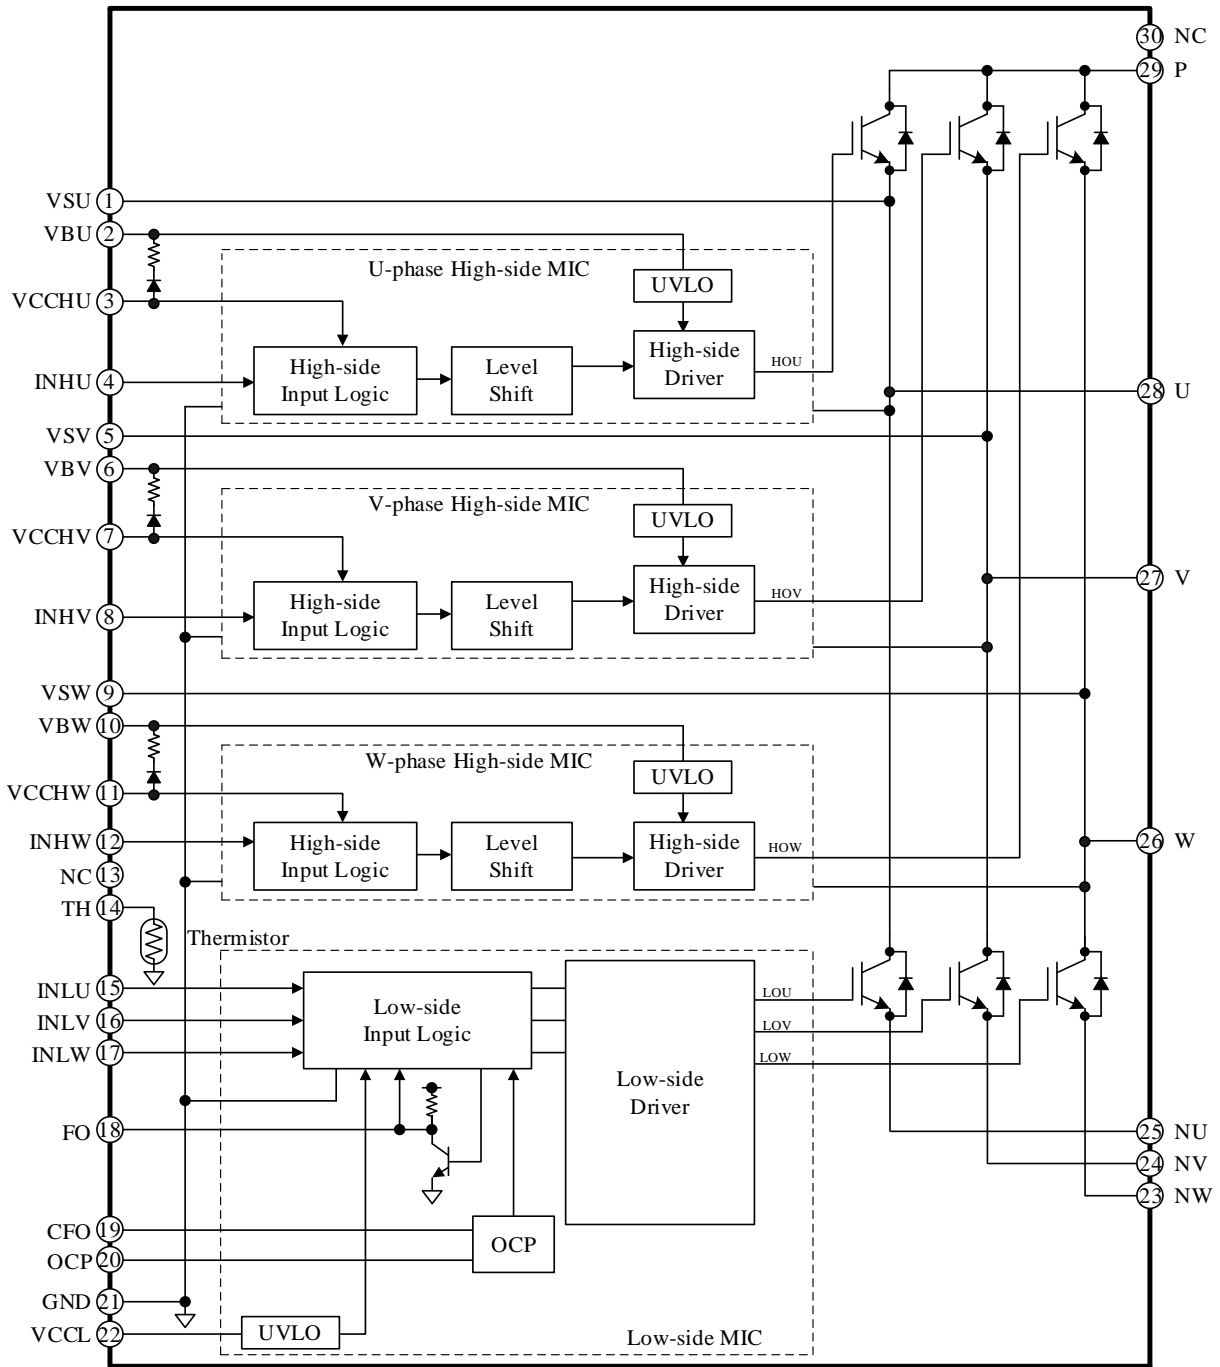 30 NC
29 P
VSU 1
VBU 2
U-phase High-side MIC
UVLO
VCCHU 3
High-side
Input Logic
Level
Shift
High-side
Driver
HOU
INHU 4
28 U
VSV 5
VBV 6
V-phase High-side MIC
UVLO
VCCHV 7
High-side
Input Logic
Level
Shift
High-side
Driver
HOV
27 V
INHV 8
VSW 9
VBW 10
W-phase High-side MIC
UVLO
VCCHW 11
INHW 12
High-side
Input Logic
Level
Shift
High-side
Driver
HOW
26 W
NC 13
TH 14
Thermistor
INLU 15
INLV 16
INLW 17
Low-side
Input Logic
Low-side
Driver
LOU
LOV
LOW
FO 18
25 NU
24 NV
23 NW
CFO 19
OCP 20
OCP
GND 21
VCCL 22
UVLO
Low-side MIC